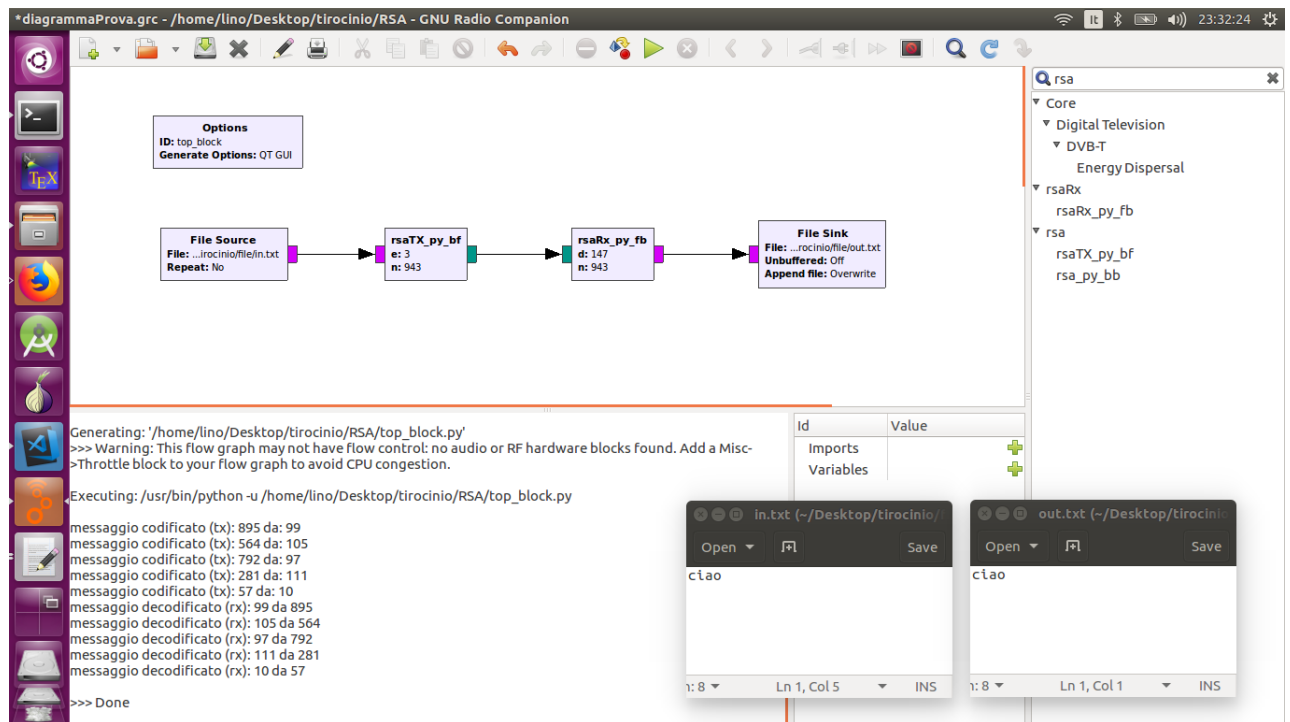 *diagrammaProva.grc - /home/lino/Desktop/tirocinio/RSA - GNU Radio Companion
It
23:32:24
rsa
Core
Digital Television
DVB-T
Energy Dispersal
rsaRx
rsaRx_py_fb
rsa
rsaTX_py_bf
rsa_py_bb
Options
ID: top_block
Generate Options: QT GUI
File Source
File: ...irocinio/file/in.txt
Repeat: No
rsaTX_py_bf
e: 3
n: 943
rsaRx_py_fb
d: 147
n: 943
File Sink
File: ...rocinio/file/out.txt
Unbuffered: Off
Append file: Overwrite
TEX
Generating: '/home/lino/Desktop/tirocinio/RSA/top_block.py'
>>> Warning: This flow graph may not have flow control: no audio or RF hardware blocks found. Add a Misc-
>Throttle block to your flow graph to avoid CPU congestion.
Executing: /usr/bin/python -u /home/lino/Desktop/tirocinio/RSA/top_block.py
messaggio codificato (tx): 895 da: 99
messaggio codificato (tx): 564 da: 105
messaggio codificato (tx): 792 da: 97
messaggio codificato (tx): 281 da: 111
messaggio codificato (tx): 57 da: 10
messaggio decodificato (rx): 99 da 895
messaggio decodificato (rx): 105 da 564
messaggio decodificato (rx): 97 da 792
messaggio decodificato (rx): 111 da 281
messaggio decodificato (rx): 10 da 57
>>> Done
Id Value
Imports
Variables
in.txt (~/Desktop/tirocinio/
Open Save
ciao
: 8 Ln 1, Col 5 INS
out.txt (~/Desktop/tirocinio
Open Save
ciao
: 8 Ln 1, Col 1 INS